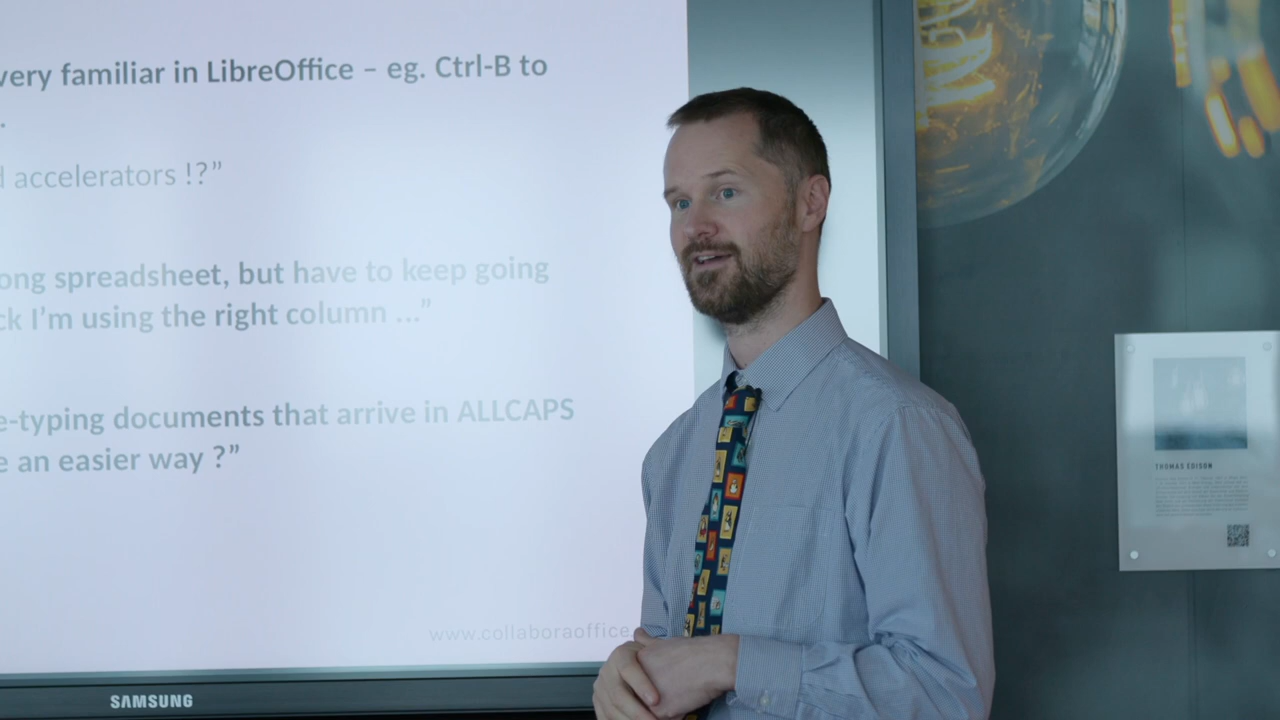 very familiar in LibreOffice – eg. Ctrl-B to
.
accelerators !?”
ong spreadsheet, but have to keep going
ck I’m using the right column ...”
e-typing documents that arrive in ALLCAPS
e an easier way ?”
www.collaboraoffice.
SAMSUNG
THOMAS EDISON